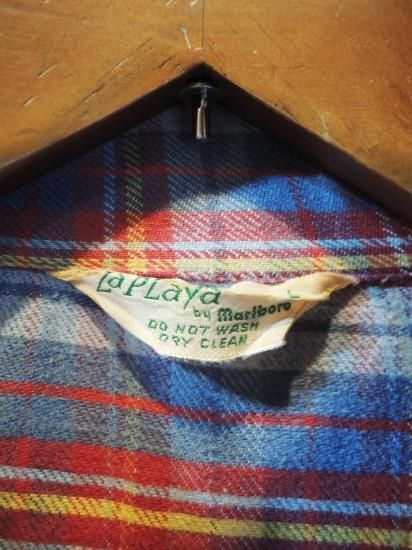 LaPLaya
by Marlboro
DO NOT WASH
DRY CLEAN
L